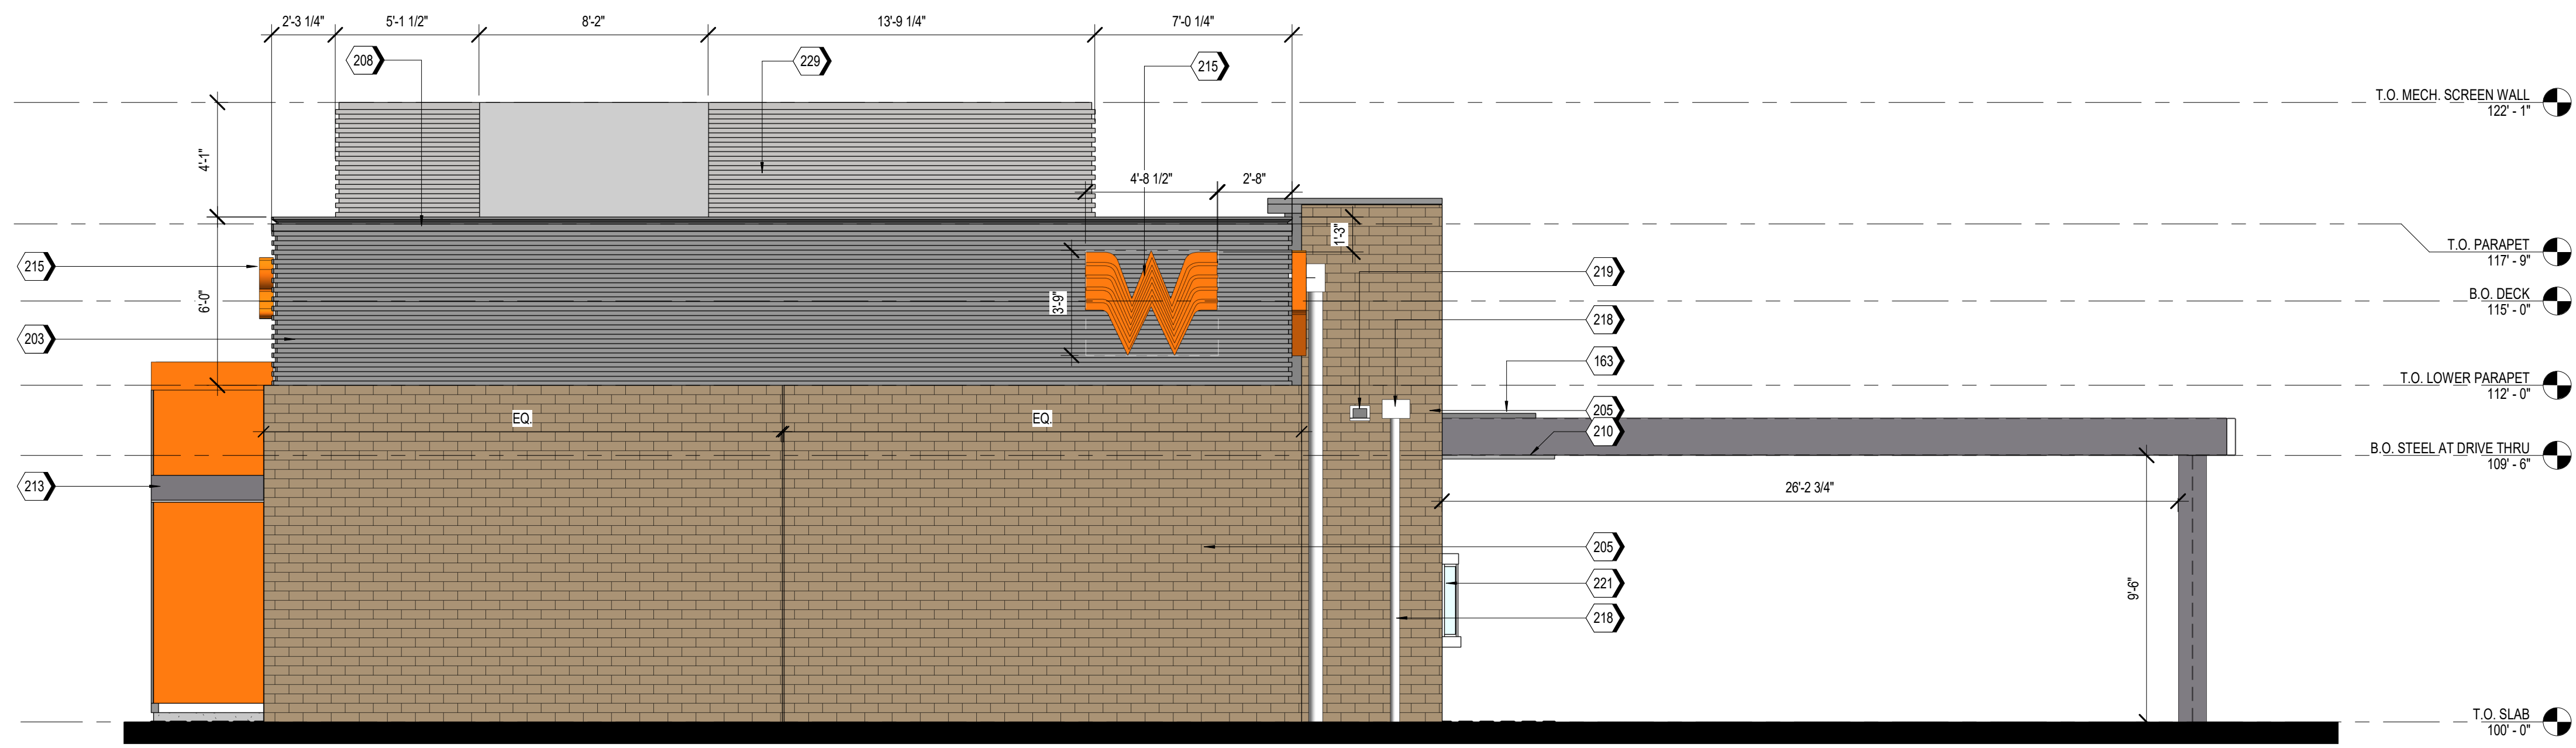 2'-3 1/4" 5'-1 1/2" 8'-2" 13'-9 1/4" 7'-0 1/4"
208 229 215
T.O. MECH. SCREEN WALL
122' - 1"
4'-1"
4'-8 1/2" 2'-8"
1'-3"
T.O. PARAPET
117' - 9"
215
219
6'-0"
3'-9"
B.O. DECK
115' - 0"
218
203
163
T.O. LOWER PARAPET
112' - 0"
EQ. EQ.
205
210
B.O. STEEL AT DRIVE THRU
109' - 6"
213
26'-2 3/4"
205
221
9'-6"
218
T.O. SLAB
100' - 0"
W